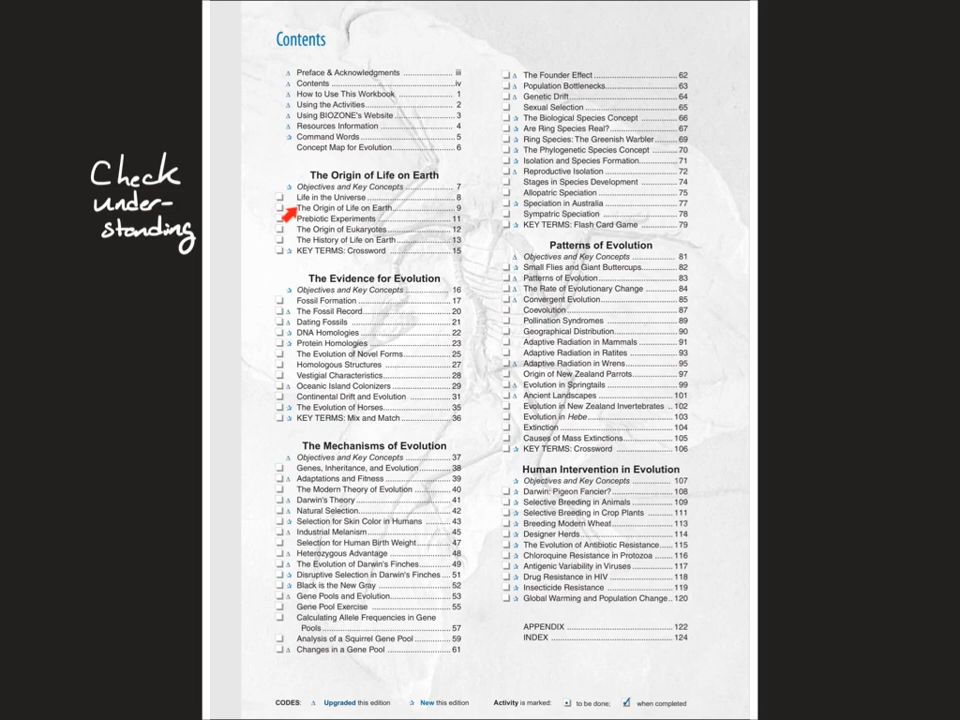 Contents
Preface & Acknowledgments ........................ iii
Contents ........................ iv
How to Use This Workbook ........................ 1
Using the Activities ........................ 2
Using BIOZONE's Website ........................ 3
Resources Information ........................ 4
Command Words ........................ 5
Concept Map for Evolution ........................ 6
The Origin of Life on Earth
Objectives and Key Concepts ........................ 7
Life in the Universe ........................ 8
The Origin of Life on Earth ........................ 9
Prebiotic Experiments ........................ 11
The Origin of Eukaryotes ........................ 12
The History of Life on Earth ........................ 13
KEY TERMS: Crossword ........................ 15
The Evidence for Evolution
Objectives and Key Concepts ........................ 16
Fossil Formation ........................ 17
The Fossil Record ........................ 20
Dating Fossils ........................ 21
DNA Homologies ........................ 22
Protein Homologies ........................ 23
The Evolution of Novel Forms ........................ 25
Homologous Structures ........................ 27
Vestigial Characteristics ........................ 28
Oceanic Island Colonizers ........................ 29
Continental Drift and Evolution ........................ 31
The Evolution of Horses ........................ 35
KEY TERMS: Mix and Match ........................ 36
The Mechanisms of Evolution
Objectives and Key Concepts ........................ 37
Genes, Inheritance, and Evolution ........................ 38
Adaptations and Fitness ........................ 39
The Modern Theory of Evolution ........................ 40
Darwin's Theory ........................ 41
Natural Selection ........................ 42
Selection for Skin Color in Humans ........................ 43
Industrial Melanism ........................ 45
Selection for Human Birth Weight ........................ 47
Heterozygous Advantage ........................ 48
The Evolution of Darwin's Finches ........................ 49
Disruptive Selection in Darwin's Finches .... 51
Black is the New Gray ........................ 52
Gene Pools and Evolution ........................ 53
Gene Pool Exercise ........................ 55
Calculating Allele Frequencies in Gene
Pools ........................ 57
Analysis of a Squirrel Gene Pool ........................ 59
Changes in a Gene Pool ........................ 61
The Founder Effect ........................ 62
Population Bottlenecks ........................ 63
Genetic Drift ........................ 64
Sexual Selection ........................ 65
The Biological Species Concept ........................ 66
Are Ring Species Real? ........................ 67
Ring Species: The Greenish Warbler ........................ 69
The Phylogenetic Species Concept ........................ 70
Isolation and Species Formation ........................ 71
Reproductive Isolation ........................ 72
Stages in Species Development ........................ 74
Allopatric Speciation ........................ 75
Speciation in Australia ........................ 77
Sympatric Speciation ........................ 78
KEY TERMS: Flash Card Game ........................ 79
Patterns of Evolution
Objectives and Key Concepts ........................ 81
Small Flies and Giant Buttercups ........................ 82
Patterns of Evolution ........................ 83
The Rate of Evolutionary Change ........................ 84
Convergent Evolution ........................ 85
Coevolution ........................ 87
Pollination Syndromes ........................ 89
Geographical Distribution ........................ 90
Adaptive Radiation in Mammals ........................ 91
Adaptive Radiation in Ratites ........................ 93
Adaptive Radiation in Wrens ........................ 95
Origin of New Zealand Parrots ........................ 97
Evolution in Springtails ........................ 99
Ancient Landscapes ........................ 101
Evolution in New Zealand Invertebrates .. 102
Evolution in Hebe ........................ 103
Extinction ........................ 104
Causes of Mass Extinctions ........................ 105
KEY TERMS: Crossword ........................ 106
Human Intervention in Evolution
Objectives and Key Concepts ........................ 107
Darwin: Pigeon Fancier? ........................ 108
Selective Breeding in Animals ........................ 109
Selective Breeding in Crop Plants ........................ 111
Breeding Modern Wheat ........................ 113
Designer Herds ........................ 114
The Evolution of Antibiotic Resistance ...... 115
Chloroquine Resistance in Protozoa ....... 116
Antigenic Variability in Viruses ........................ 117
Drug Resistance in HIV ........................ 118
Insecticide Resistance ........................ 119
Global Warming and Population Change .. 120
APPENDIX ........................ 122
INDEX ........................ 124
CODES: Upgraded this edition New this edition Activity is marked: to be done; when completed
Check
under-
standing